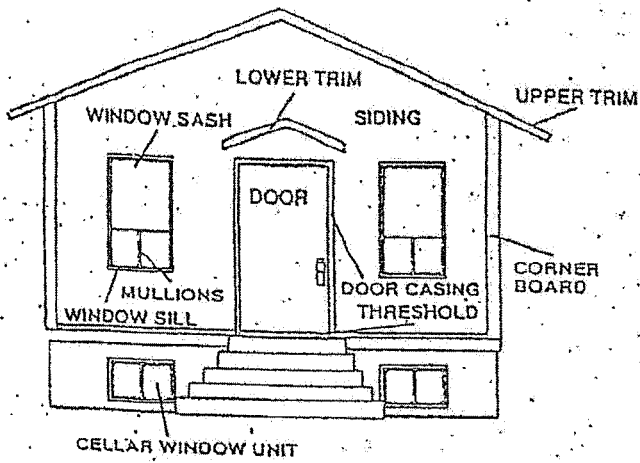 LOWER TRIM
UPPER TRIM
WINDOW SASH
SIDING
DOOR
MULLIONS
WINDOW SILL
DOOR CASING
THRESHOLD
CORNER
BOARD
CELLAR WINDOW UNIT